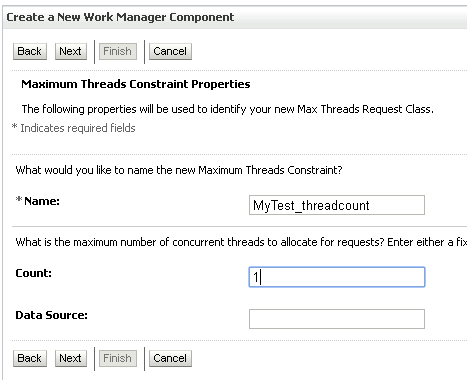 Create a New Work Manager Component
Back Next Finish Cancel
Maximum Threads Constraint Properties
The following properties will be used to identify your new Max Threads Request Class.
* Indicates required fields
What would you like to name the new Maximum Threads Constraint?
* Name: MyTest_threadcount
What is the maximum number of concurrent threads to allocate for requests? Enter either a fix
Count: 1
Data Source:
Back Next Finish Cancel